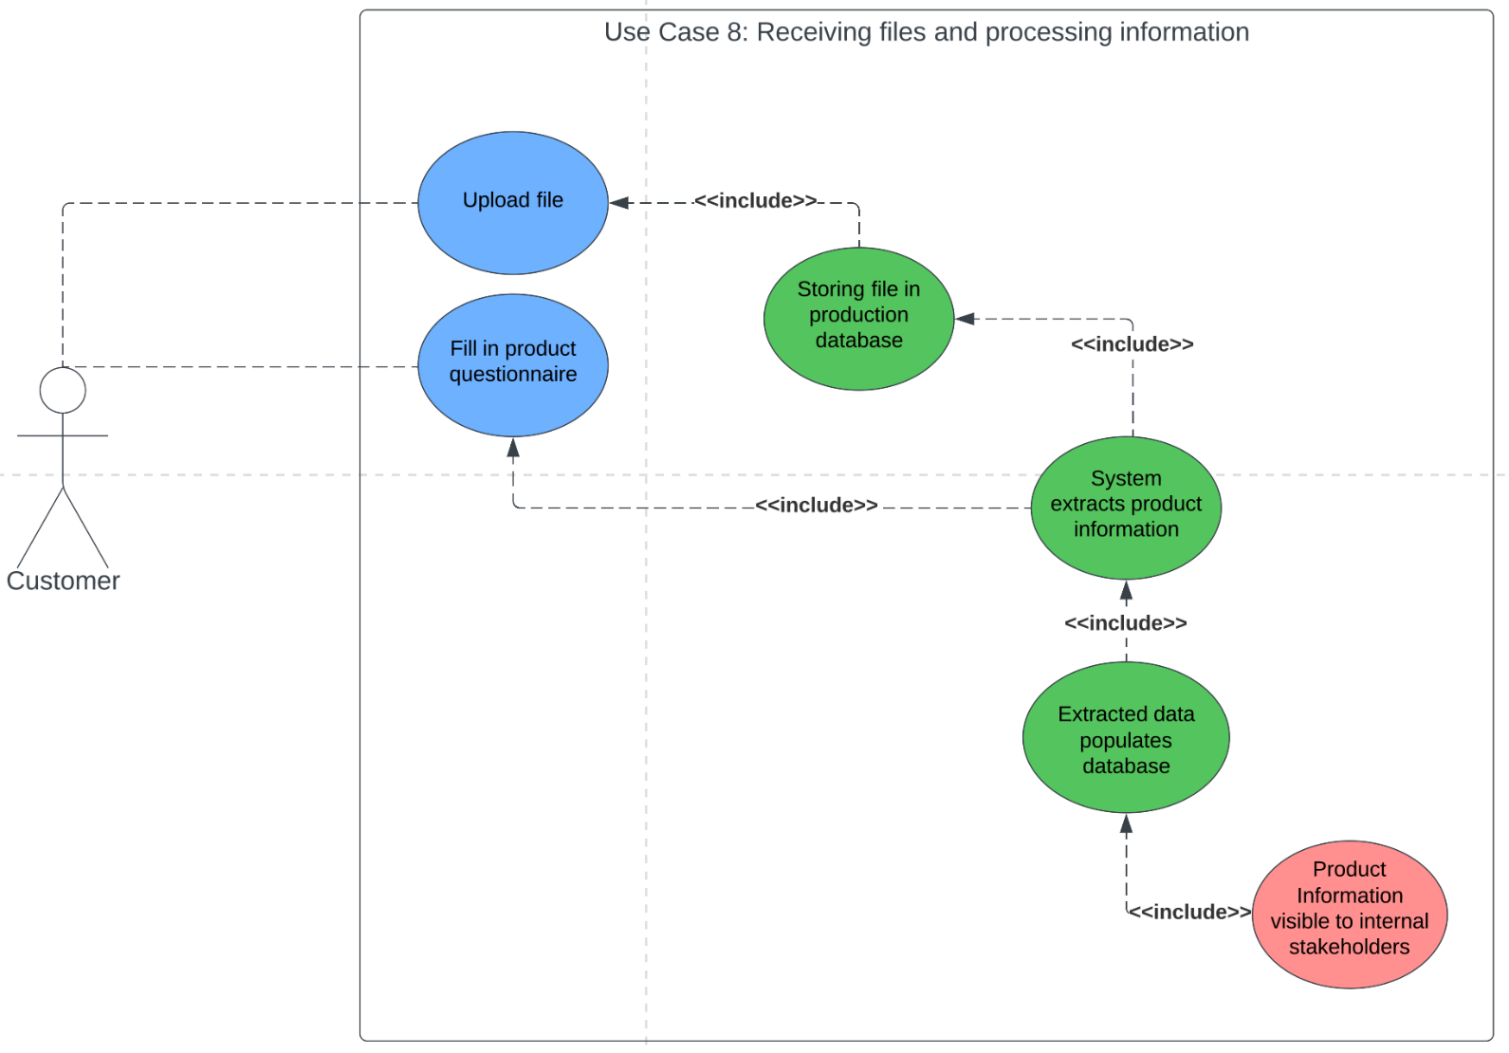 Use Case 8: Receiving files and processing information
Upload file
<<include>>
Storing file in
production
database
Fill in product
questionnaire
<<include>>
System
extracts product
information
<<include>>
Customer
<<include>>
Extracted data
populates
database
Product
Information
visible to internal
stakeholders
<<include>>